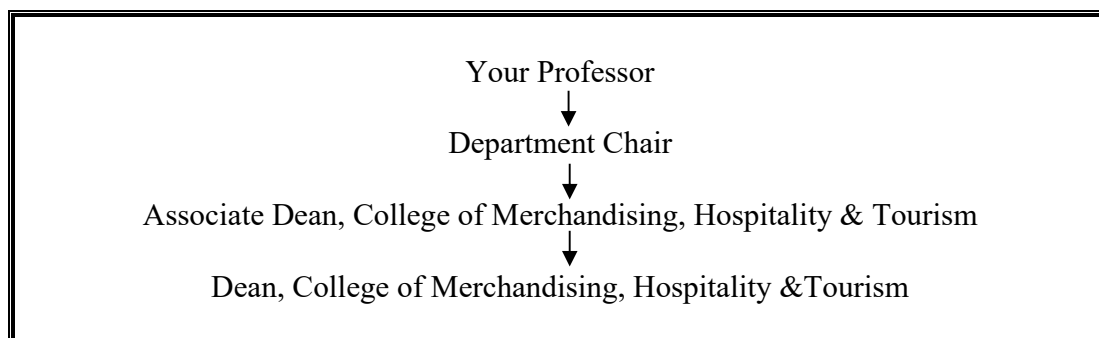 Your Professor
Department Chair
Associate Dean, College of Merchandising, Hospitality & Tourism
Dean, College of Merchandising, Hospitality &Tourism